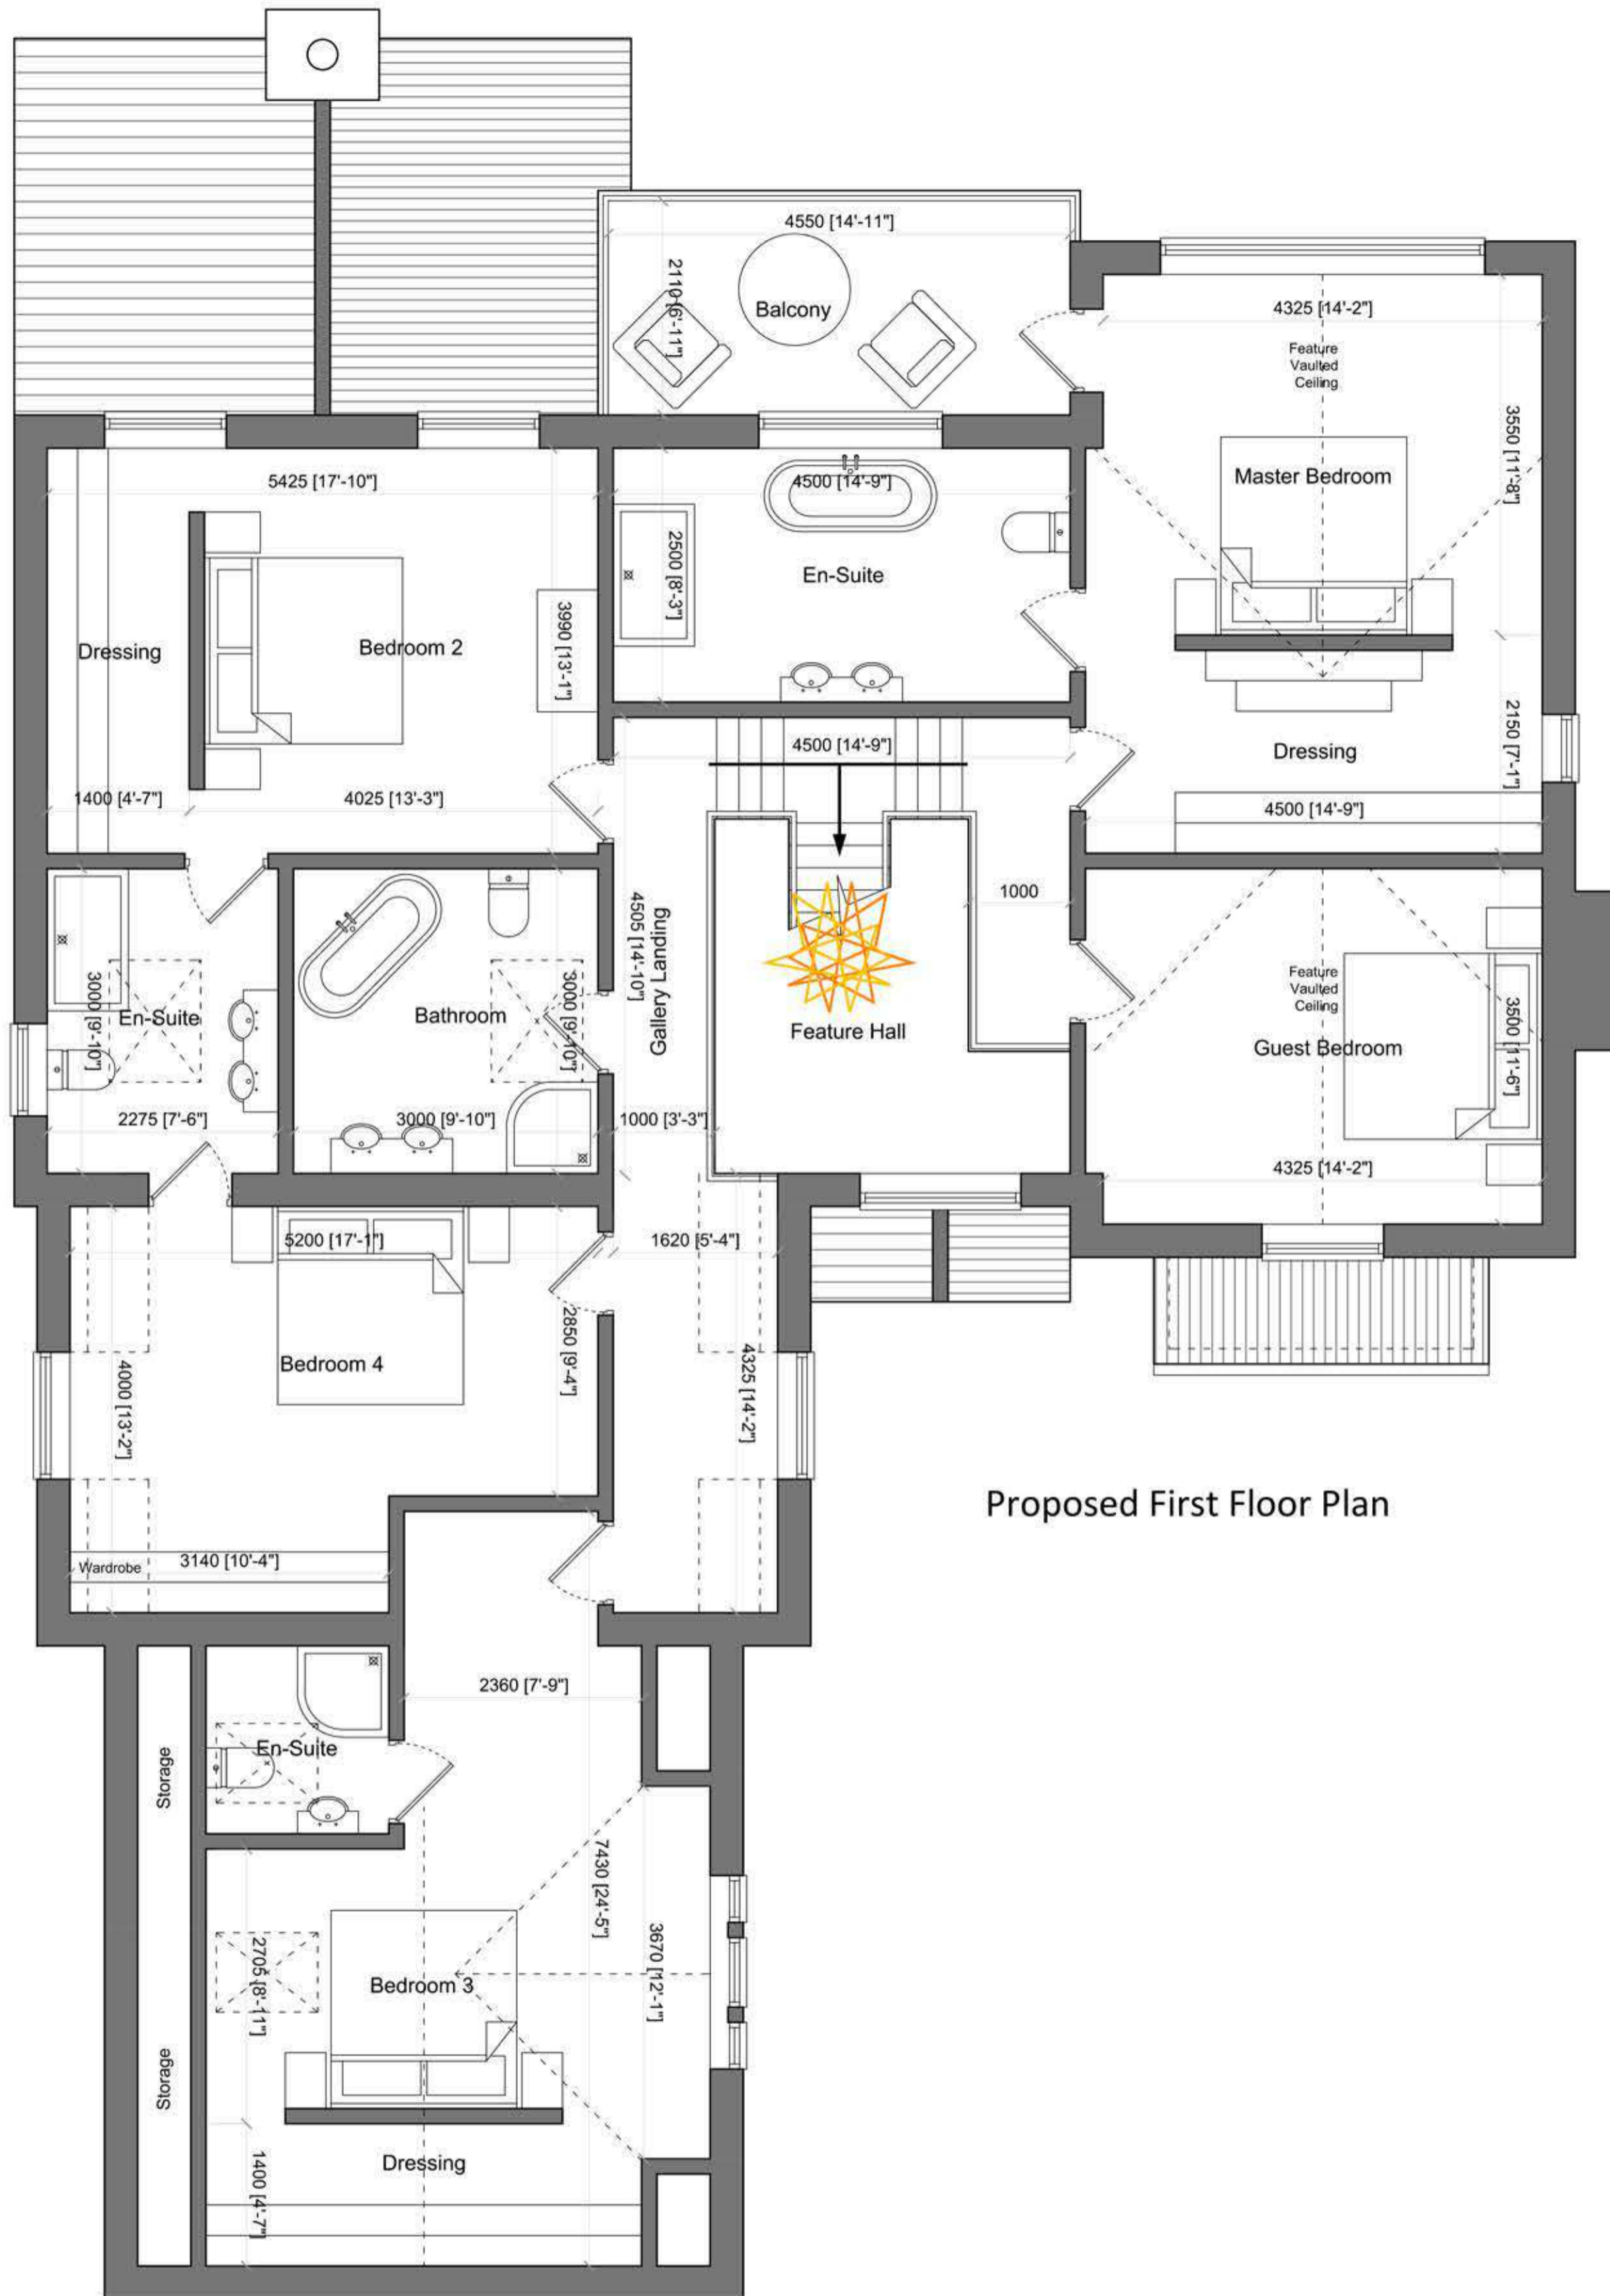 4550 [14'-11"]
2110 [6'-11"]
Balcony
4325 [14'-2"]
Feature
Vaulted
Ceiling
3550 [11'-8"]
Master Bedroom
5425 [17'-10"]
4500 [14'-9"]
2500 [8'-3"]
En-Suite
3990 [13'-1"]
Dressing
Bedroom 2
2150 [7'-1"]
4500 [14'-9"]
Dressing
1400 [4'-7"]
4025 [13'-3"]
4500 [14'-9"]
4505 [14'-10"]
Gallery Landing
1000
Feature
Vaulted
Ceiling
3000 [9'-10"]
En-Suite
Bathroom
3000 [9'-10"]
Feature Hall
Guest Bedroom
3500 [11'-6"]
2275 [7'-6"]
3000 [9'-10"]
1000 [3'-3"]
4325 [14'-2"]
5200 [17'-1"]
1620 [5'-4"]
2850 [9'-4"]
Bedroom 4
4000 [13'-2"]
4325 [14'-2"]
Proposed First Floor Plan
Wardrobe
3140 [10'-4"]
2360 [7'-9"]
En-Suite
Storage
7430 [24'-5"]
3670 [12'-1"]
2705 [8'-11"]
Bedroom 3
Storage
Dressing
1400 [4'-7"]